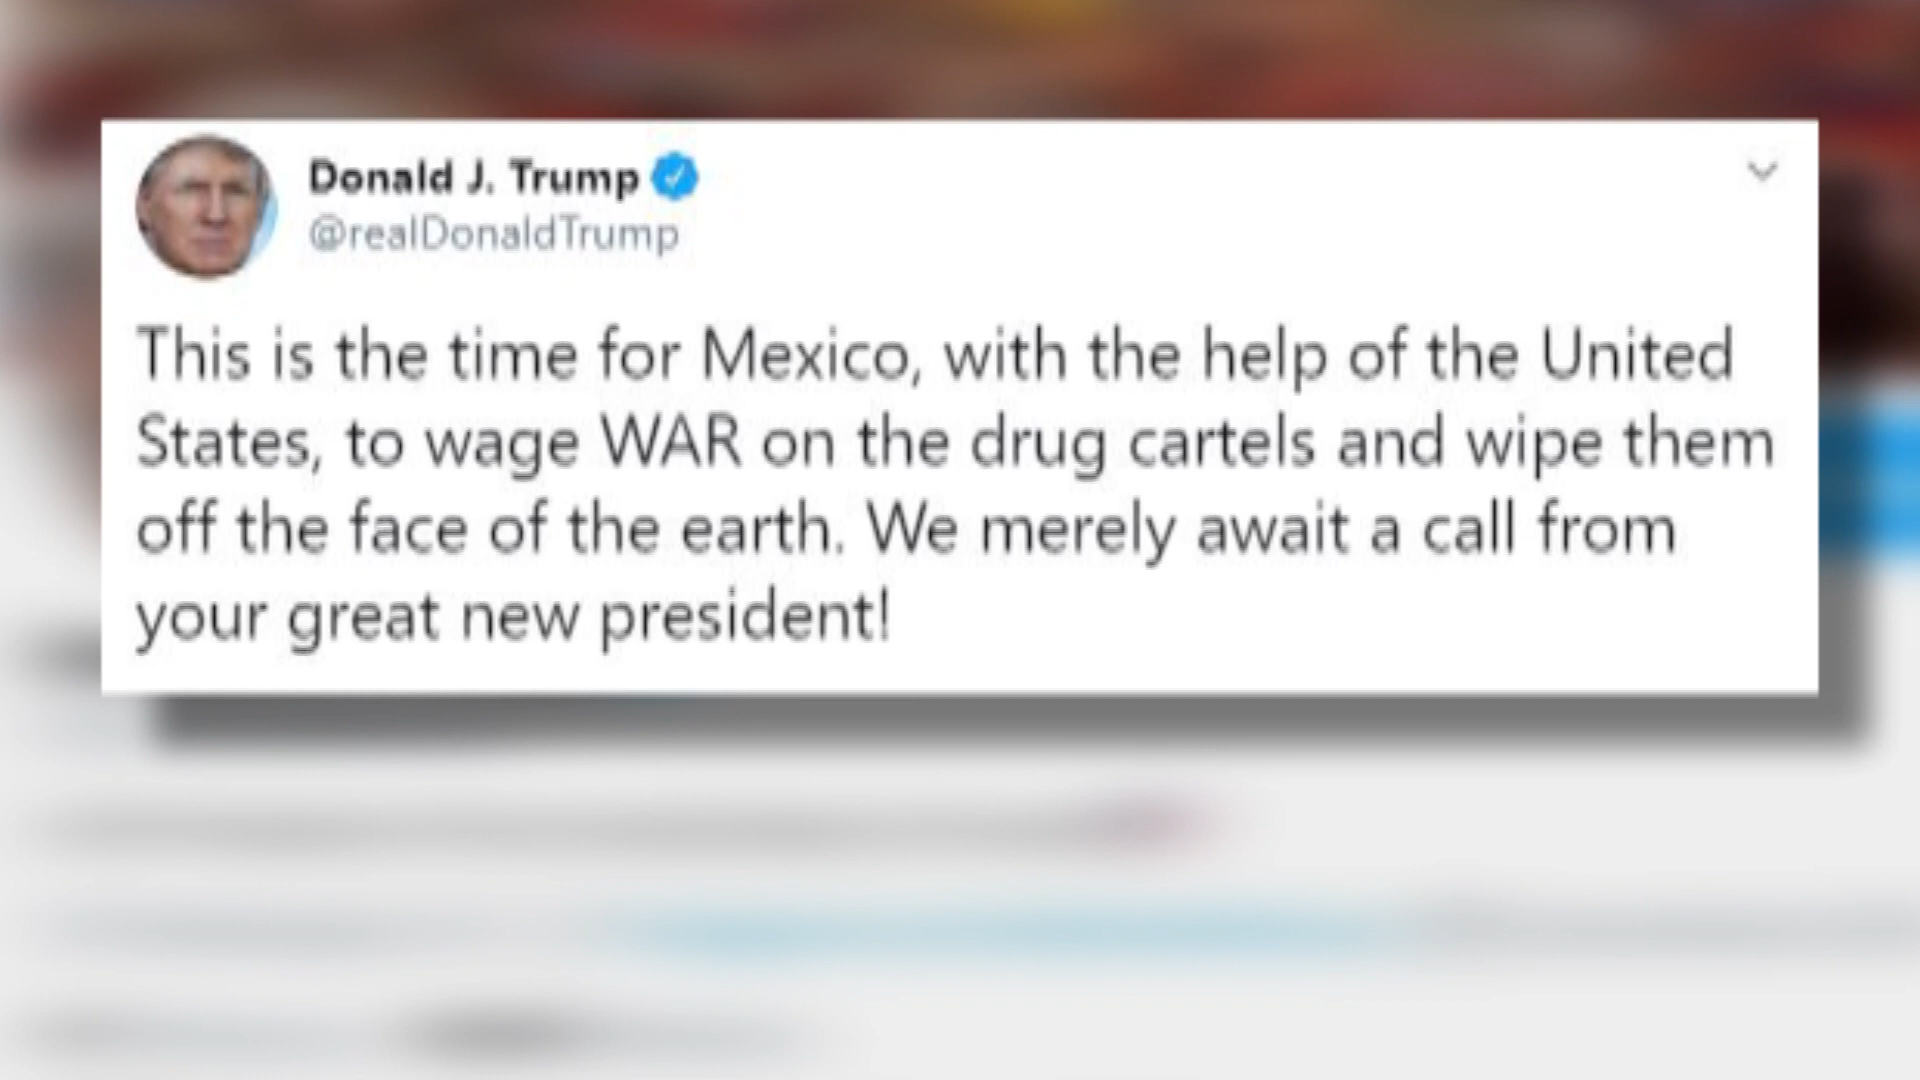 Donald J. Trump
@realDonaldTrump
This is the time for Mexico, with the help of the United
States, to wage WAR on the drug cartels and wipe them
off the face of the earth. We merely await a call from
your great new president!